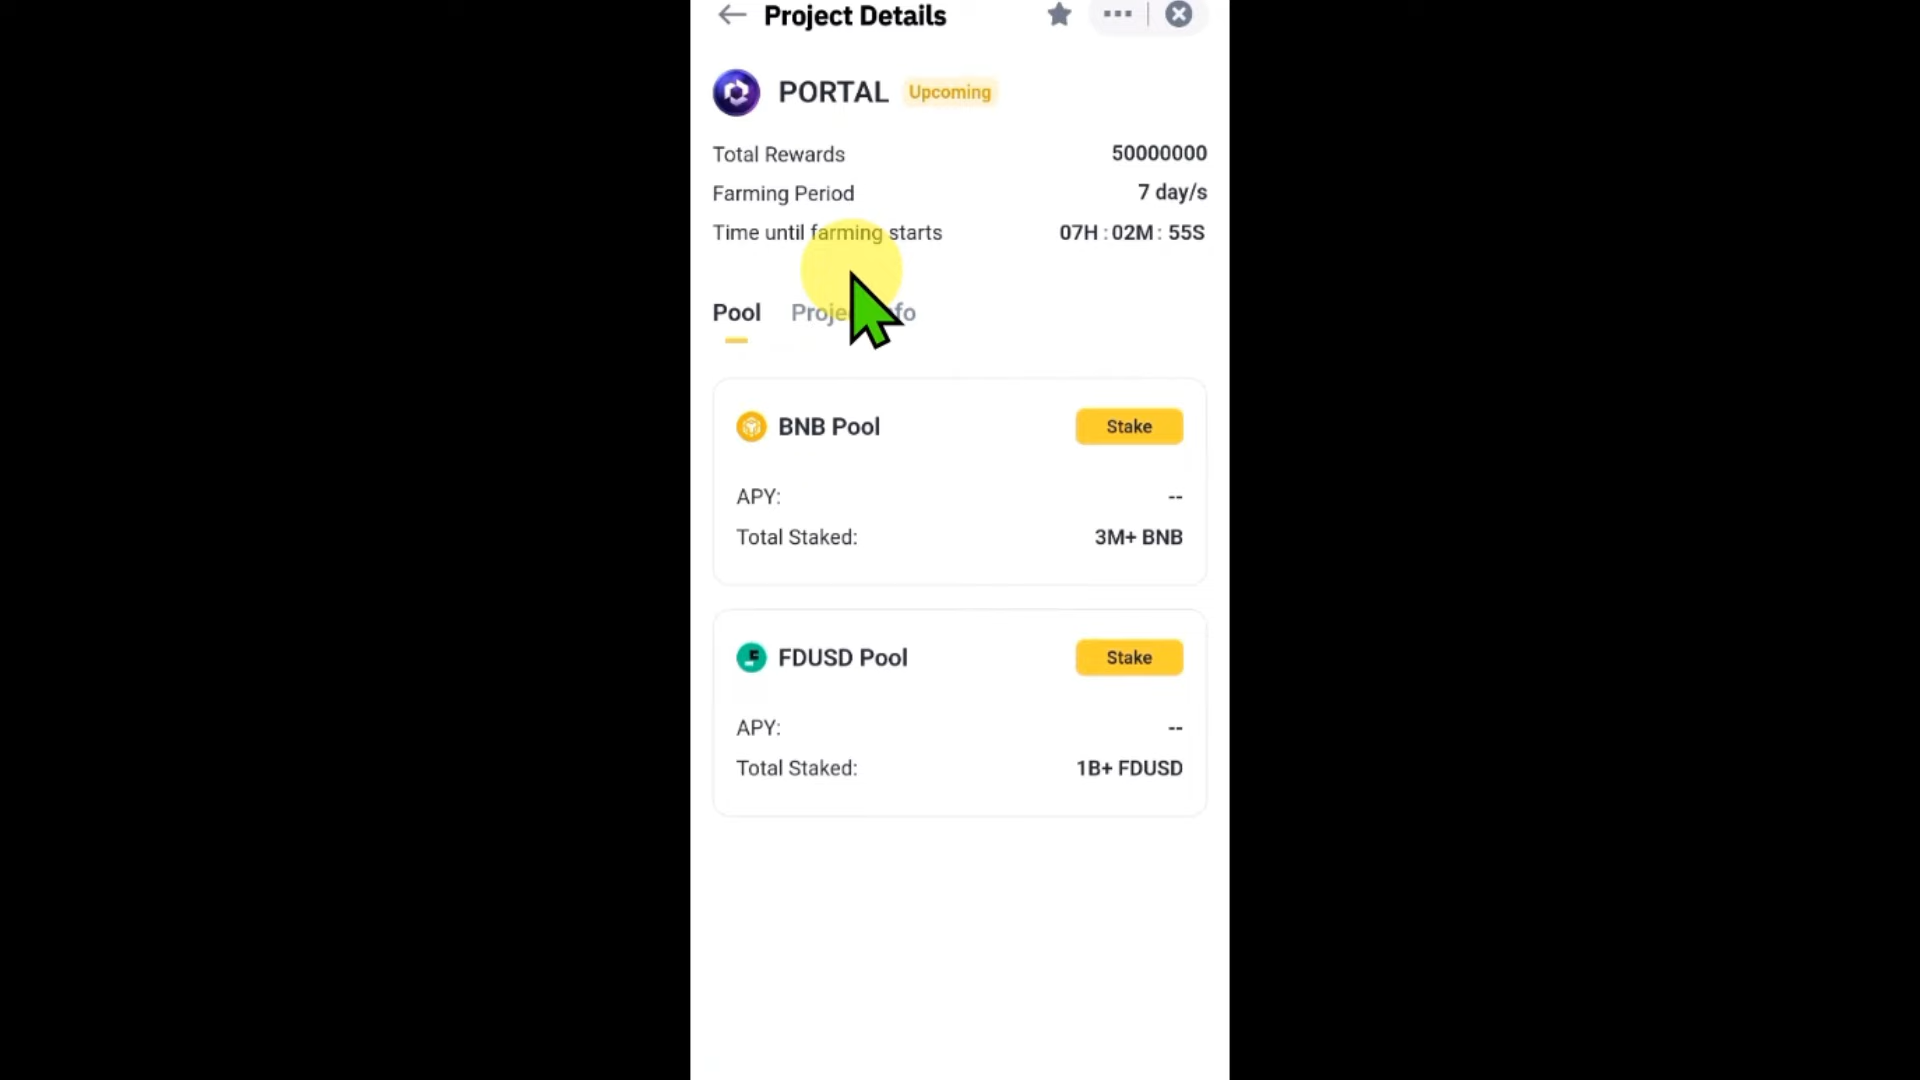 Project Details
PORTAL Upcoming
Total Rewards 50000000
Farming Period 7 day/s
Time until farming starts 07H : 02M : 55S
Pool
BNB Pool Stake
APY: --
Total Staked: 3M+ BNB
FDUSD Pool Stake
APY: --
Total Staked: 1B+ FDUSD